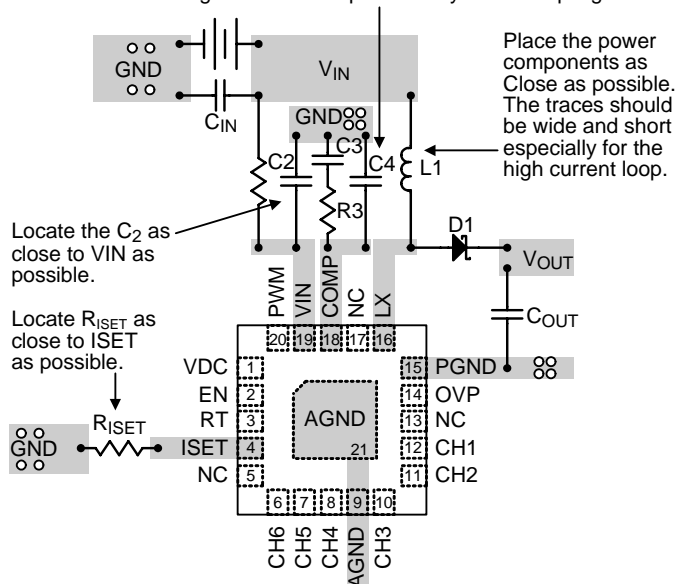 Place the power
components as
Close as possible.
The traces should
be wide and short
especially for the
high current loop.
GND
VIN
CIN
GND
C2
C3
C4
L1
R3
D1
VOUT
COUT
Locate the C2 as
close to VIN as
possible.
Locate RISET as
close to ISET
as possible.
RISET
GND
PWM
VIN
COMP
NC
LX
20
19
18
17
16
VDC
1
EN
2
RT
3
ISET
4
NC
5
AGND
21
15
PGND
14
OVP
13
NC
12
CH1
11
CH2
6
7
8
9
10
CH6
CH5
CH4
AGND
CH3